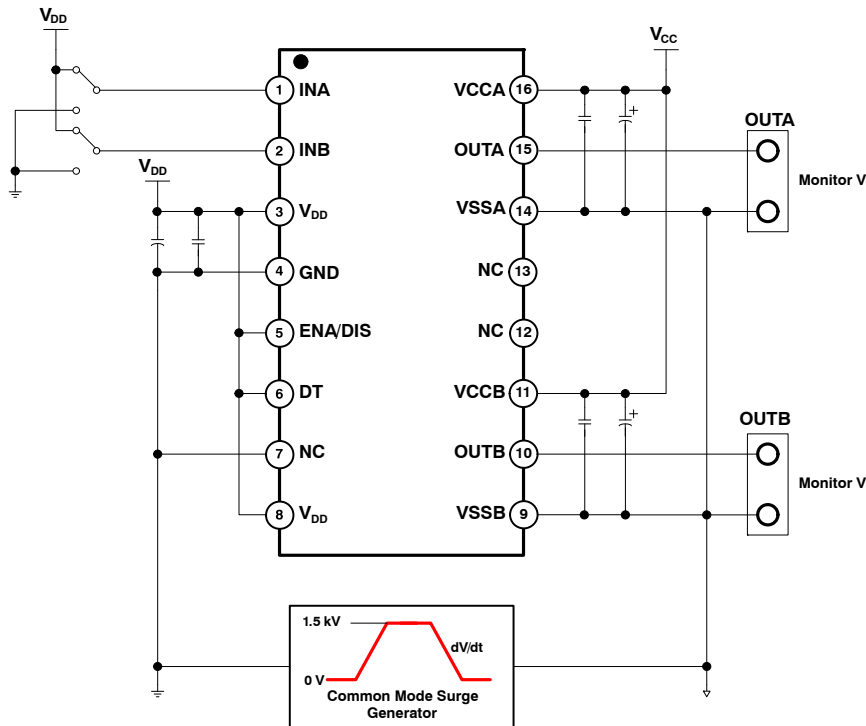 VDD
VCC
1 INA
VCCA 16
OUTA
OUTA 15
2 INB
VDD
Monitor V
3 VDD
VSSA 14
4 GND
NC 13
5 ENA/DIS
NC 12
6 DT
VCCB 11
OUTB
7 NC
OUTB 10
Monitor V
8 VDD
VSSB 9
1.5 kV
dV/dt
0 V
Common Mode Surge
Generator
+
+